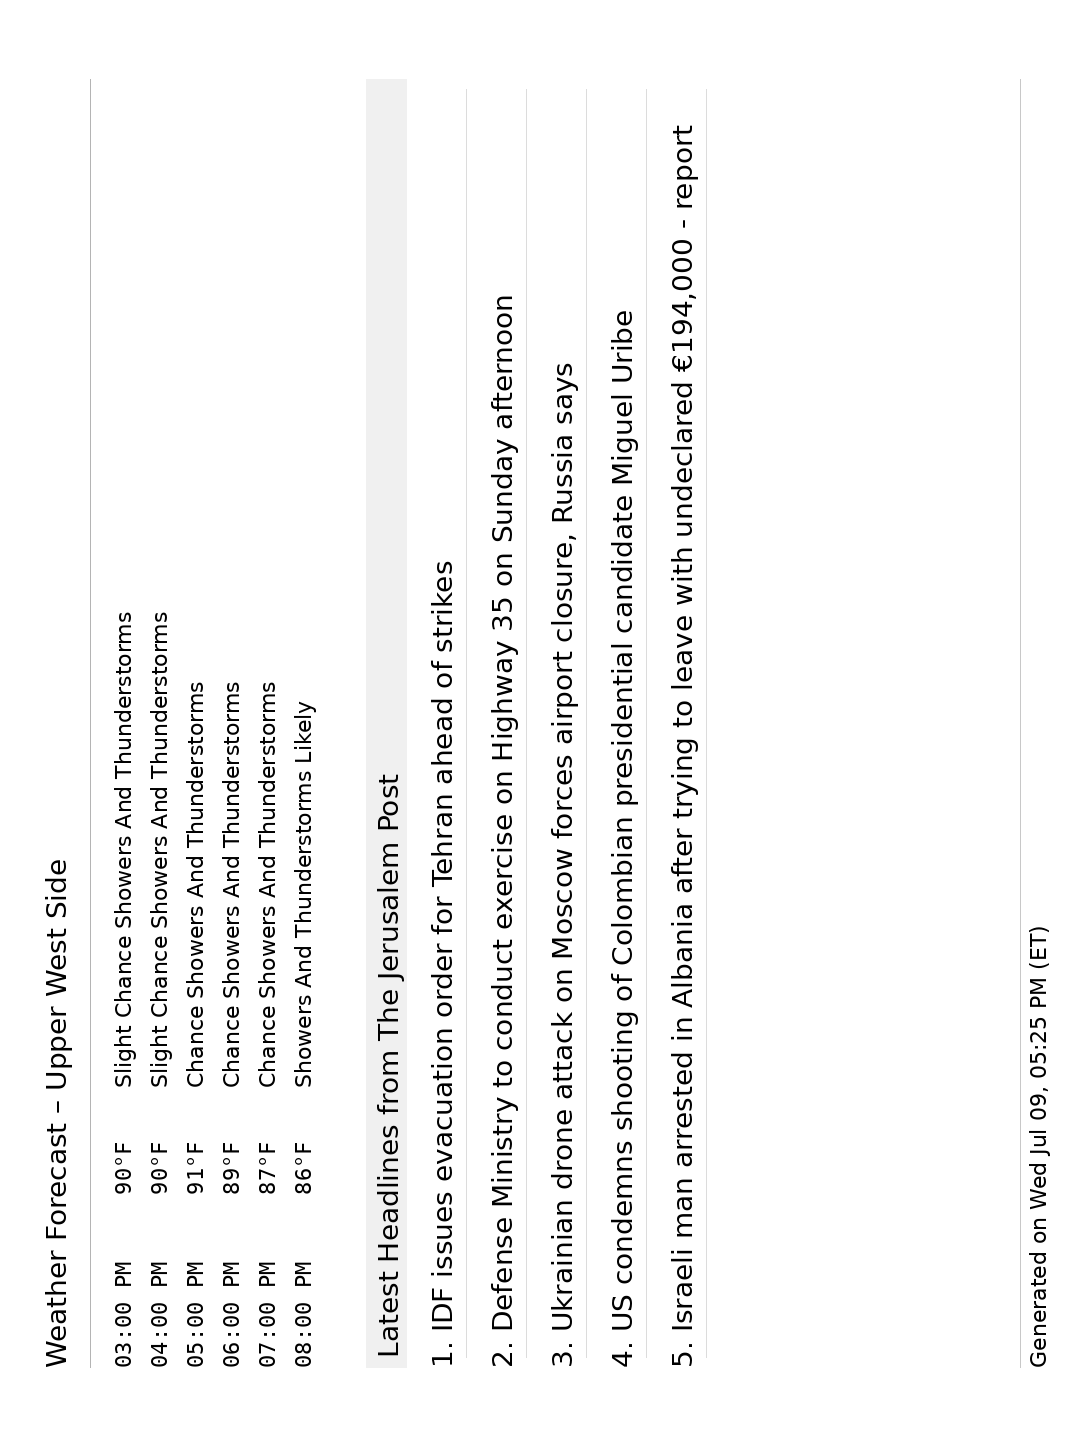 Weather Forecast – Upper West Side
03:00 PM 90°F Slight Chance Showers And Thunderstorms
04:00 PM 90°F Slight Chance Showers And Thunderstorms
05:00 PM 91°F Chance Showers And Thunderstorms
06:00 PM 89°F Chance Showers And Thunderstorms
07:00 PM 87°F Chance Showers And Thunderstorms
08:00 PM 86°F Showers And Thunderstorms Likely
Latest Headlines from The Jerusalem Post
1. IDF issues evacuation order for Tehran ahead of strikes
2. Defense Ministry to conduct exercise on Highway 35 on Sunday afternoon
3. Ukrainian drone attack on Moscow forces airport closure, Russia says
4. US condemns shooting of Colombian presidential candidate Miguel Uribe
5. Israeli man arrested in Albania after trying to leave with undeclared €194,000 - report
Generated on Wed Jul 09, 05:25 PM (ET)